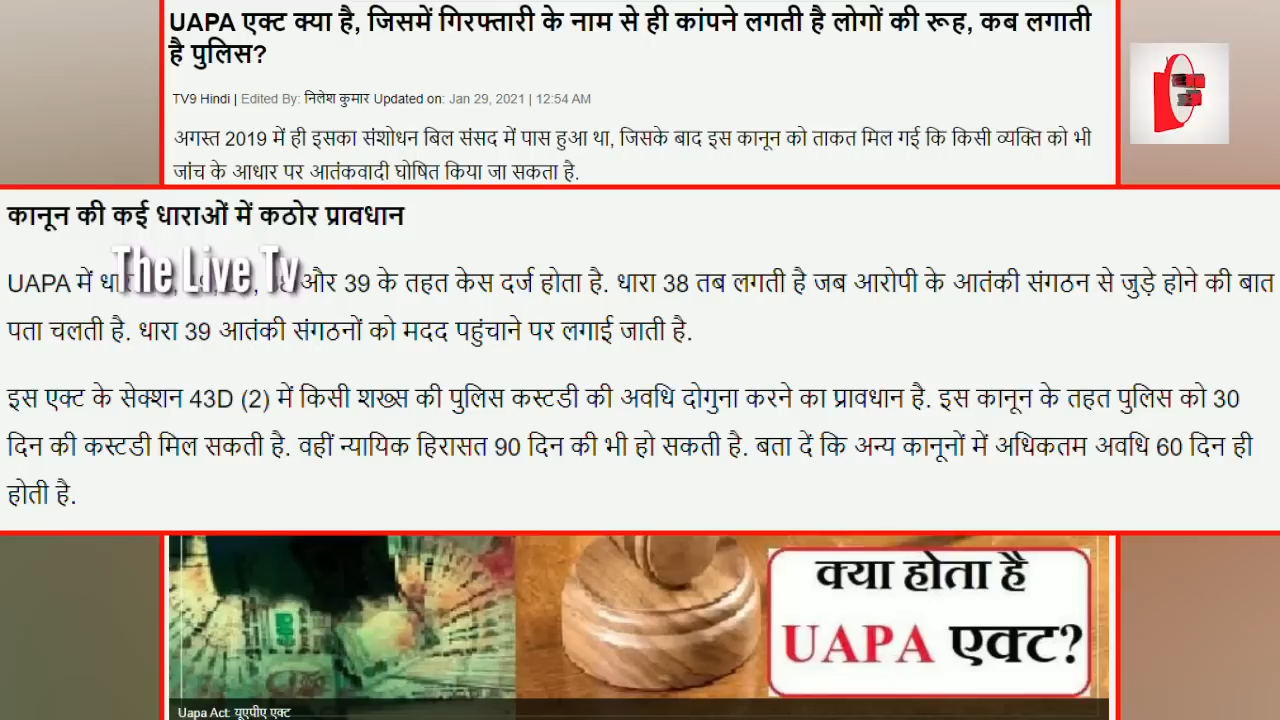 UAPA एक्ट क्या है, जिसमें गिरफ्तारी के नाम से ही कांपने लगती है लोगों की रूह, कब लगाती
है पुलिस?
TV9 Hindi | Edited By: निलेश कुमार Updated on: Jan 29, 2021 | 12:54 AM
अगस्त 2019 में ही इसका संशोधन बिल संसद में पास हुआ था, जिसके बाद इस कानून को ताकत मिल गई कि किसी व्यक्ति को भी
जांच के आधार पर आतंकवादी घोषित किया जा सकता है.
कानून की कई धाराओं में कठोर प्रावधान
The Live Tv
UAPA में और 39 के तहत केस दर्ज होता है. धारा 38 तब लगती है जब आरोपी के आतंकी संगठन से जुड़े होने की बात
पता चलती है. धारा 39 आतंकी संगठनों को मदद पहुंचाने पर लगाई जाती है.
इस एक्ट के सेक्शन 43D (2) में किसी शख्स की पुलिस कस्टडी की अवधि दोगुना करने का प्रावधान है. इस कानून के तहत पुलिस को 30
दिन की कस्टडी मिल सकती है. वहीं न्यायिक हिरासत 90 दिन की भी हो सकती है. बता दें कि अन्य कानूनों में अधिकतम अवधि 60 दिन ही
होती है.
क्या होता है
UAPA एक्ट?
Uapa Act: यूएपीए एक्ट